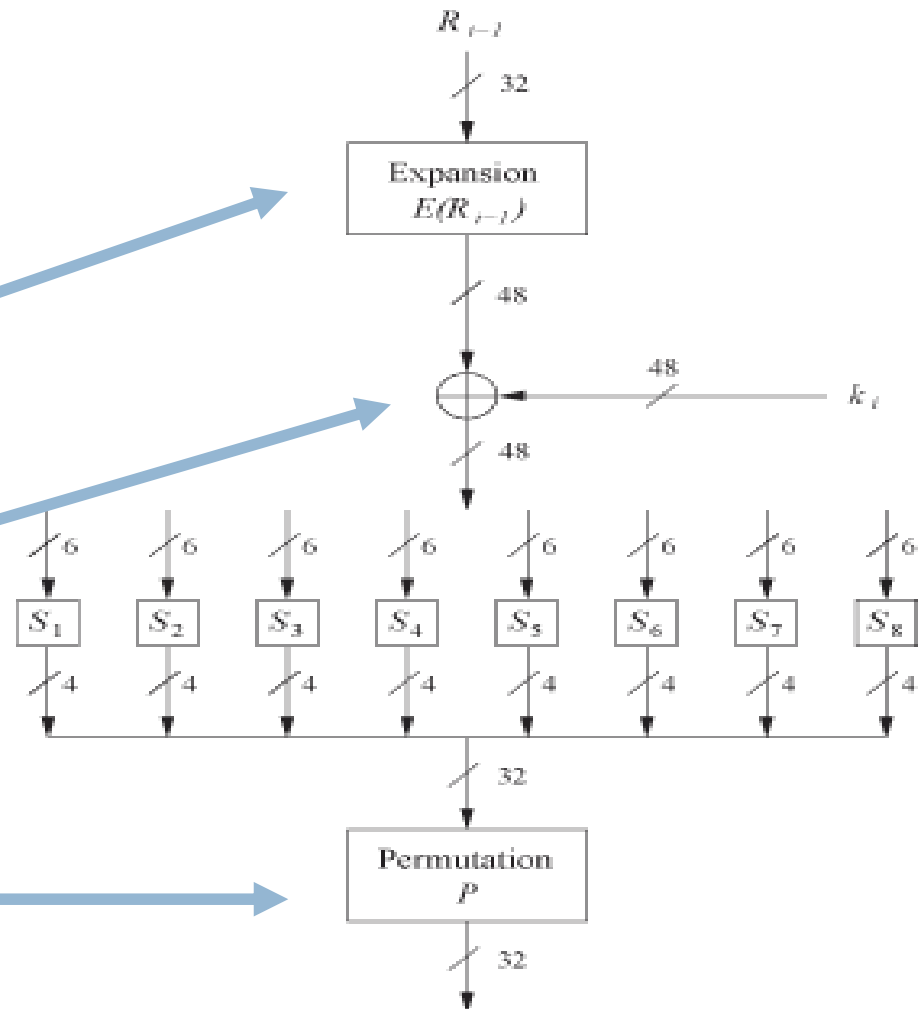 R i-1
32
Expansion
E(R i-1)
48
48
k i
48
6 6 6 6 6 6 6 6
S1 S2 S3 S4 S5 S6 S7 S8
4 4 4 4 4 4 4 4
32
Permutation
P
32